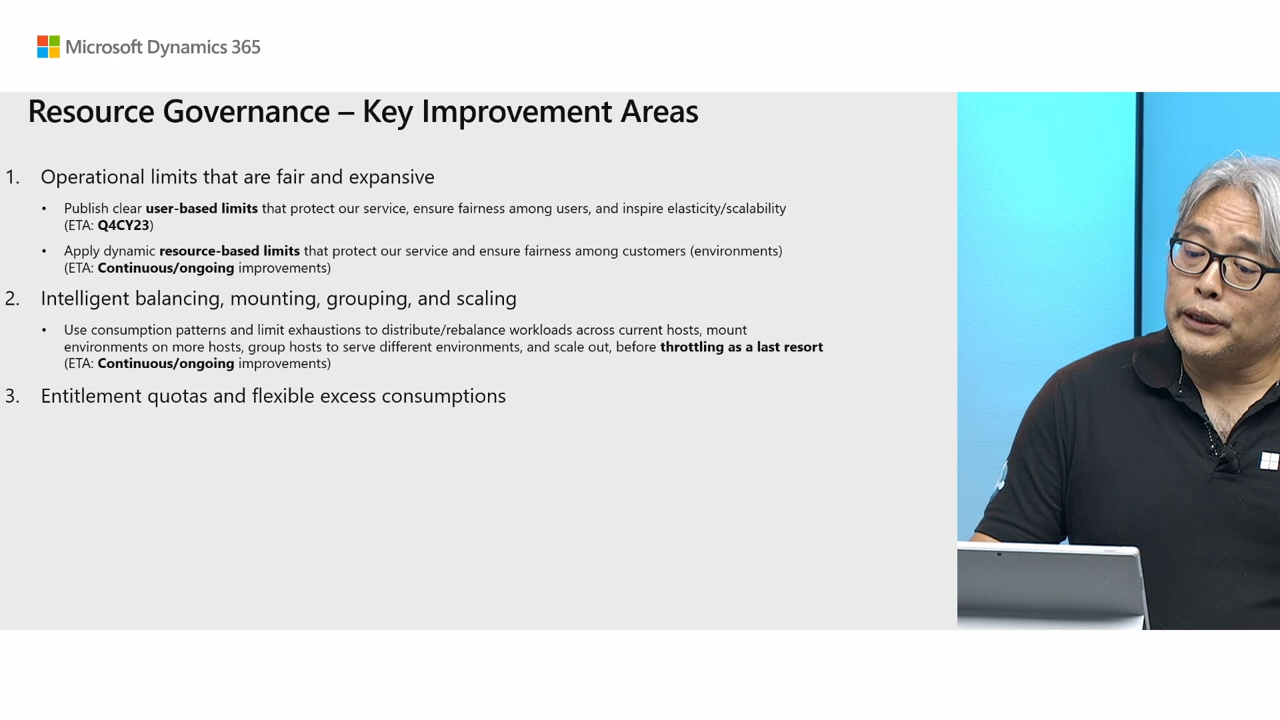 Microsoft Dynamics 365
Resource Governance – Key Improvement Areas
1. Operational limits that are fair and expansive
• Publish clear user-based limits that protect our service, ensure fairness among users, and inspire elasticity/scalability
(ETA: Q4CY23)
• Apply dynamic resource-based limits that protect our service and ensure fairness among customers (environments)
(ETA: Continuous/ongoing improvements)
2. Intelligent balancing, mounting, grouping, and scaling
• Use consumption patterns and limit exhaustions to distribute/rebalance workloads across current hosts, mount
environments on more hosts, group hosts to serve different environments, and scale out, before throttling as a last resort
(ETA: Continuous/ongoing improvements)
3. Entitlement quotas and flexible excess consumptions